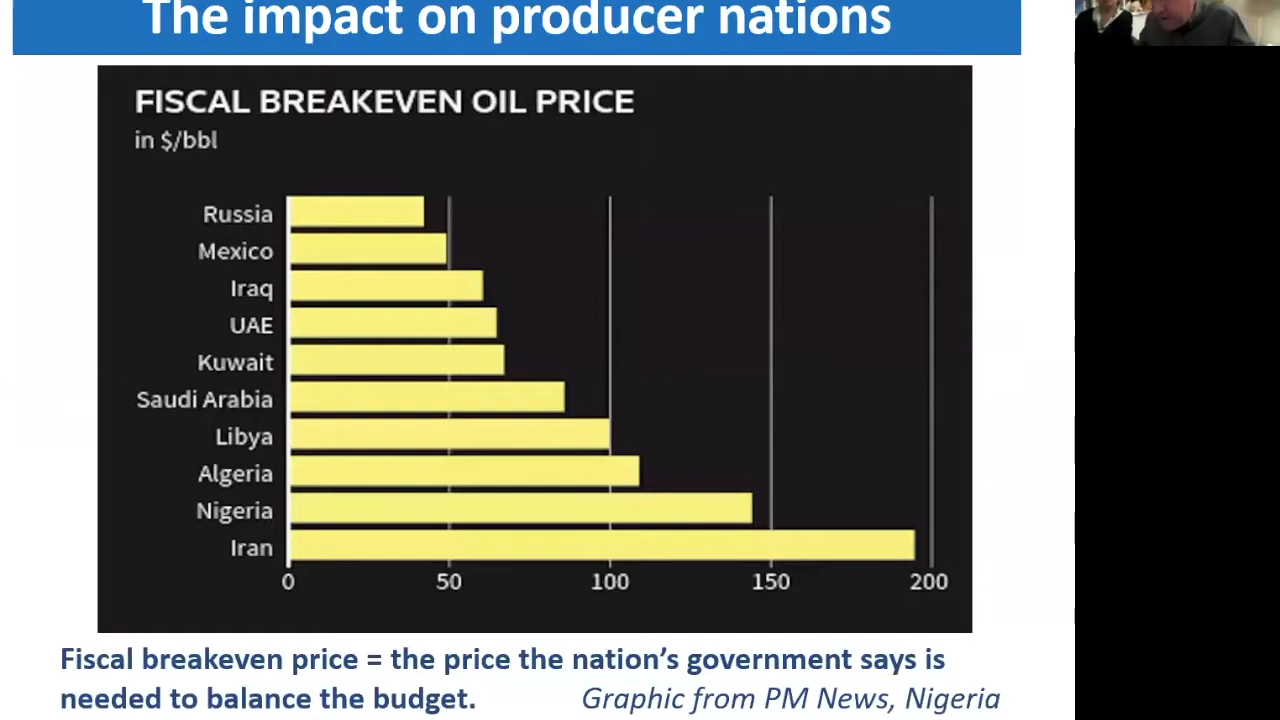 The impact on producer nations
FISCAL BREAKEVEN OIL PRICE
in $/bbl
Russia
Mexico
Iraq
UAE
Kuwait
Saudi Arabia
Libya
Algeria
Nigeria
Iran
0 50 100 150 200
Fiscal breakeven price = the price the nation’s government says is
needed to balance the budget. Graphic from PM News, Nigeria